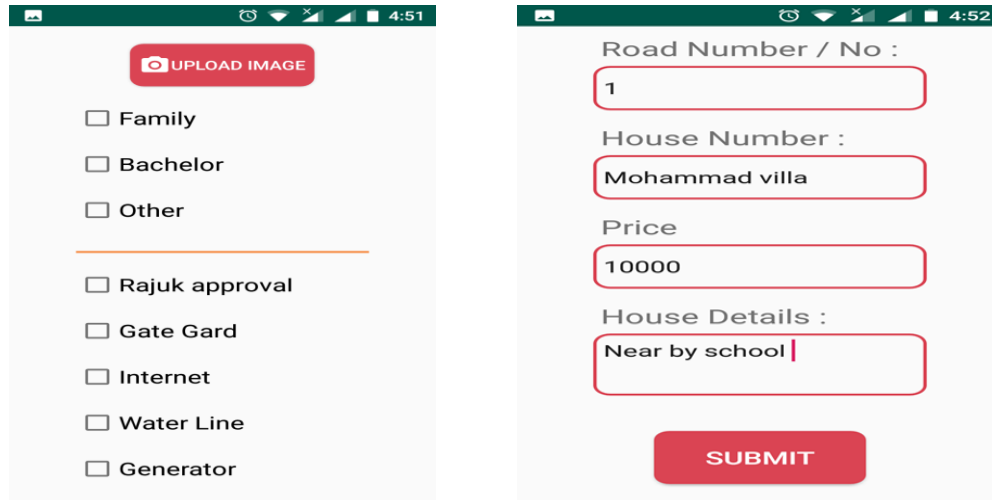 4:51
UPLOAD IMAGE
Family
Bachelor
Other
Rajuk approval
Gate Gard
Internet
Water Line
Generator
4:52
Road Number / No :
1
House Number :
Mohammad villa
Price
10000
House Details :
Near by school
SUBMIT